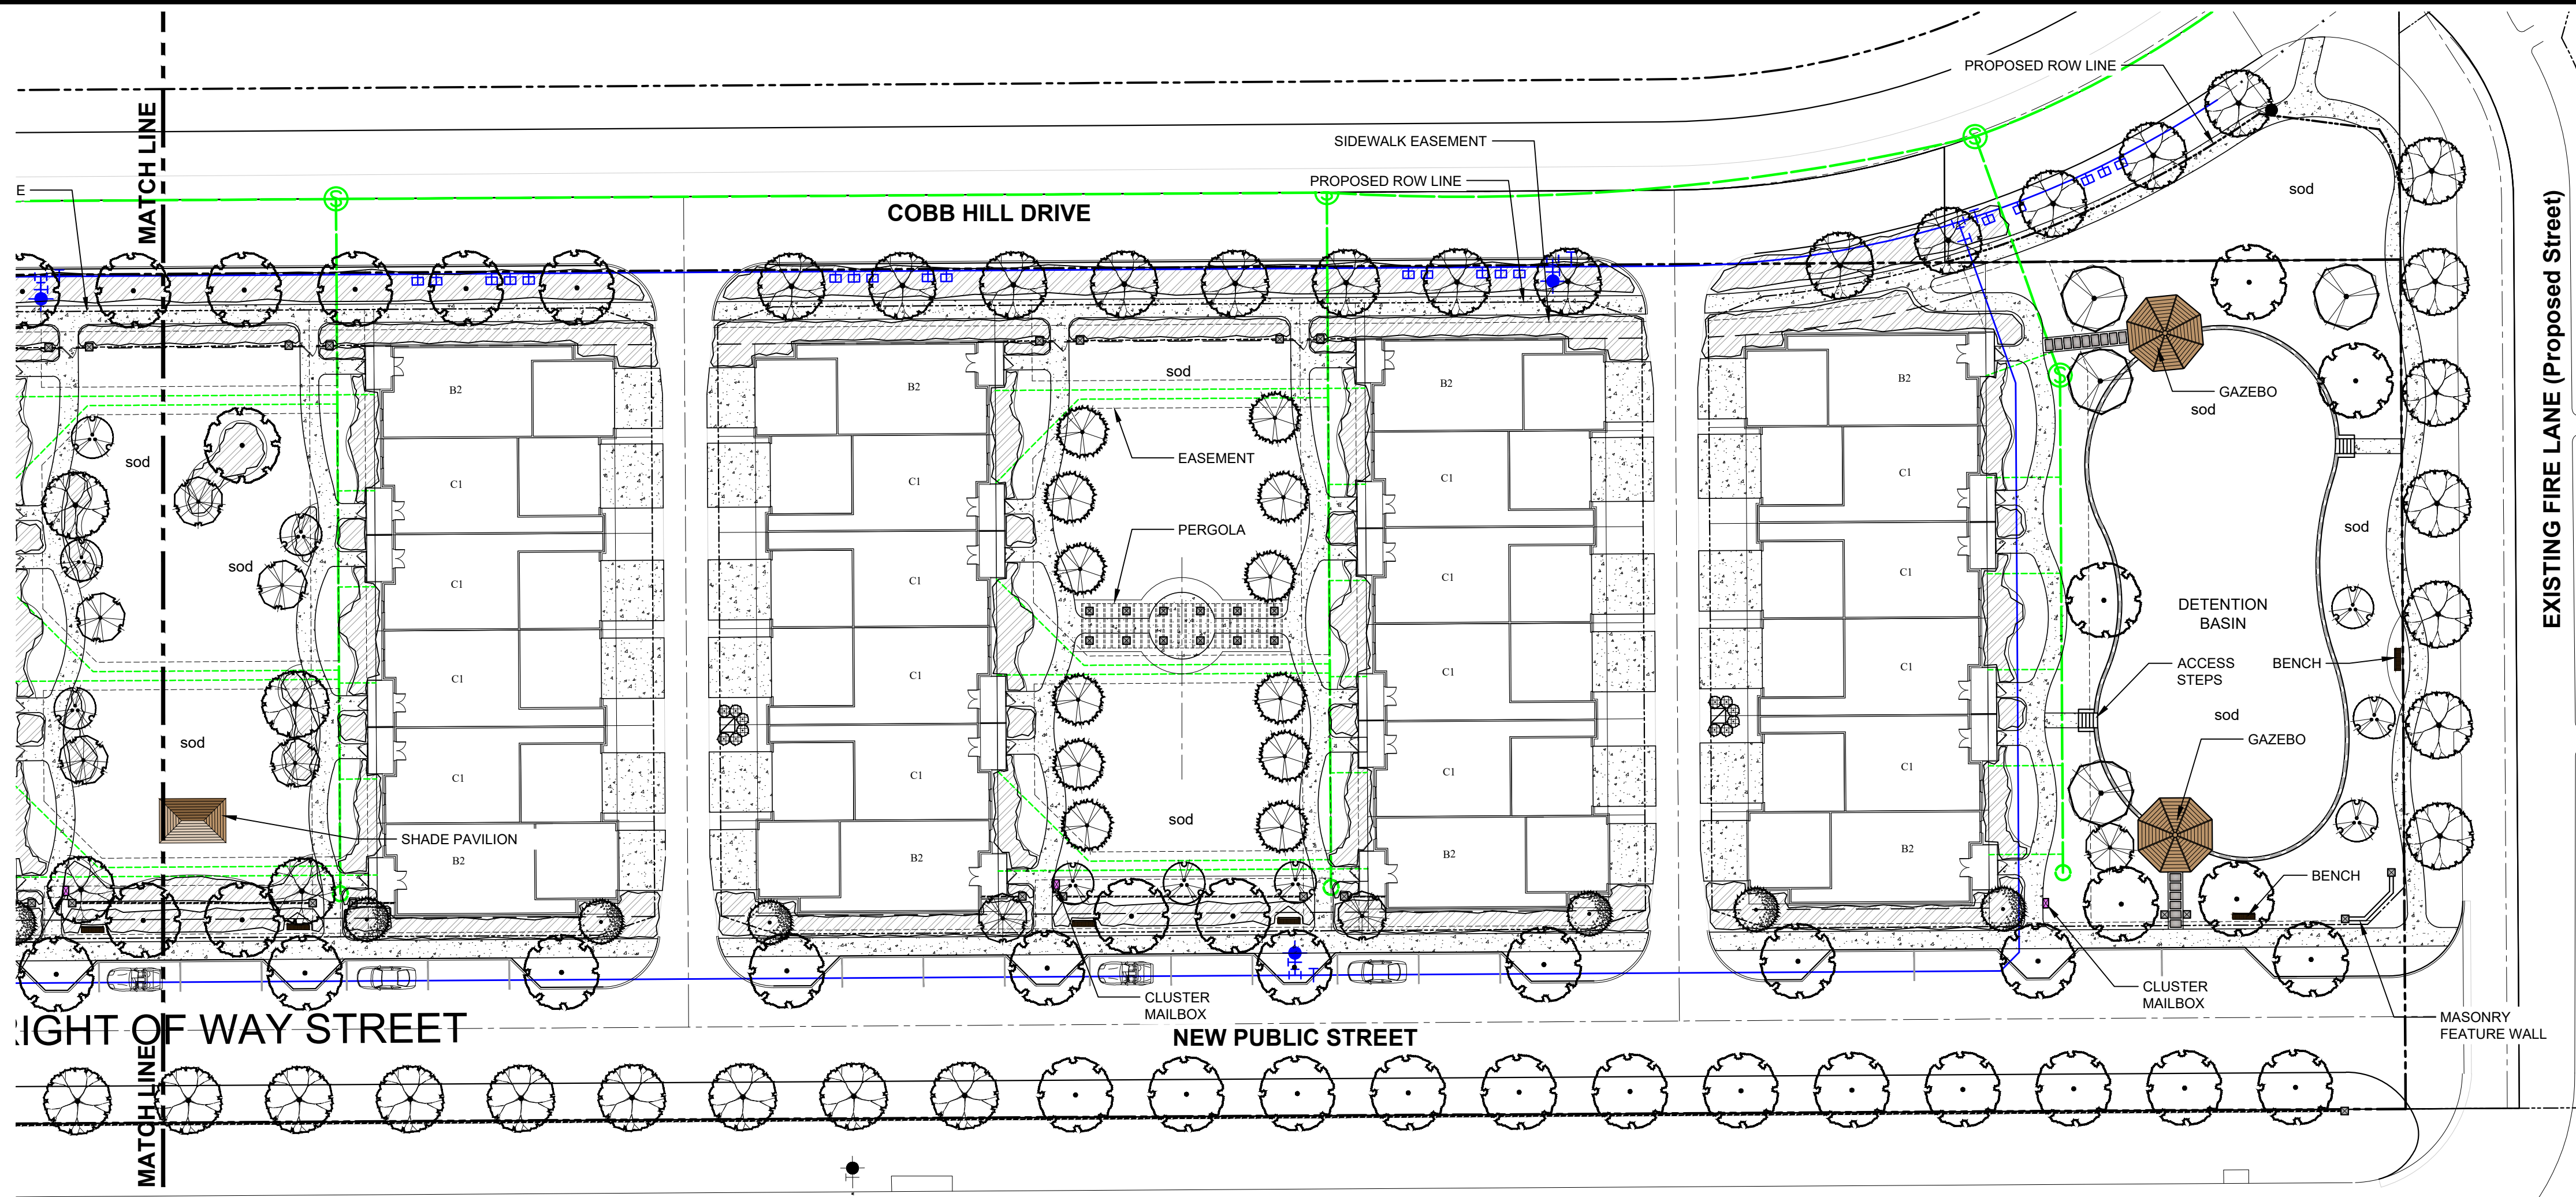 PROPOSED ROW LINE
SIDEWALK EASEMENT
PROPOSED ROW LINE
E
MATCH LINE
COBB HILL DRIVE
EXISTING FIRE LANE (Proposed Street)
sod
S
S
S
S
B2
B2
sod
B2
B2
GAZEBO
sod
EASEMENT
sod
C1
C1
C1
C1
PERGOLA
sod
sod
C1
C1
C1
C1
DETENTION
BASIN
ACCESS
STEPS
BENCH
C1
C1
C1
C1
sod
sod
GAZEBO
C1
C1
C1
C1
sod
SHADE PAVILION
B2
B2
B2
B2
BENCH
CLUSTER
MAILBOX
CLUSTER
MAILBOX
MASONRY
FEATURE WALL
RIGHT OF WAY STREET
NEW PUBLIC STREET
MATCH LINE